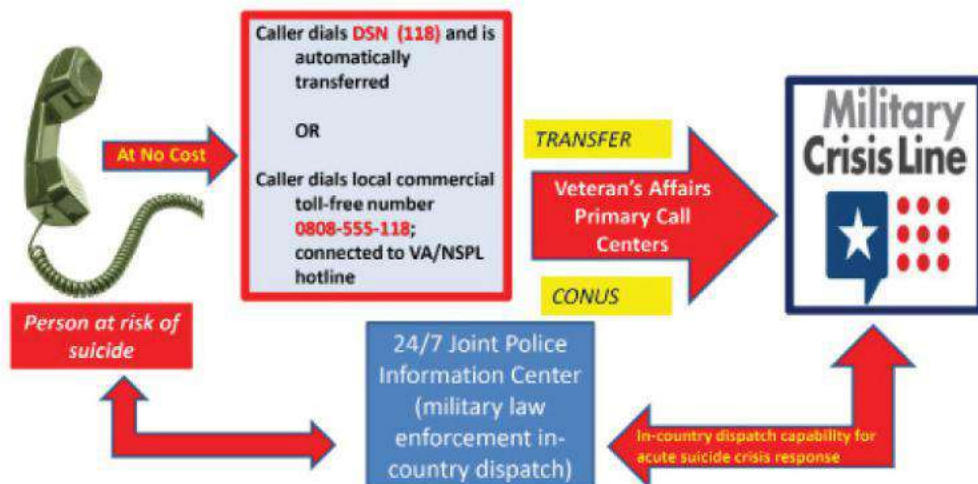 Caller dials DSN (118) and is
automatically
transferred
OR
Caller dials local commercial
toll-free number
0808-555-118;
connected to VA/NSPL
hotline
At No Cost
TRANSFER
Veteran's Affairs
Primary Call
Centers
CONUS
Military
Crisis Line
Person at risk of
suicide
24/7 Joint Police
Information Center
(military law
enforcement in-
country dispatch)
In-country dispatch capability for
acute suicide crisis response